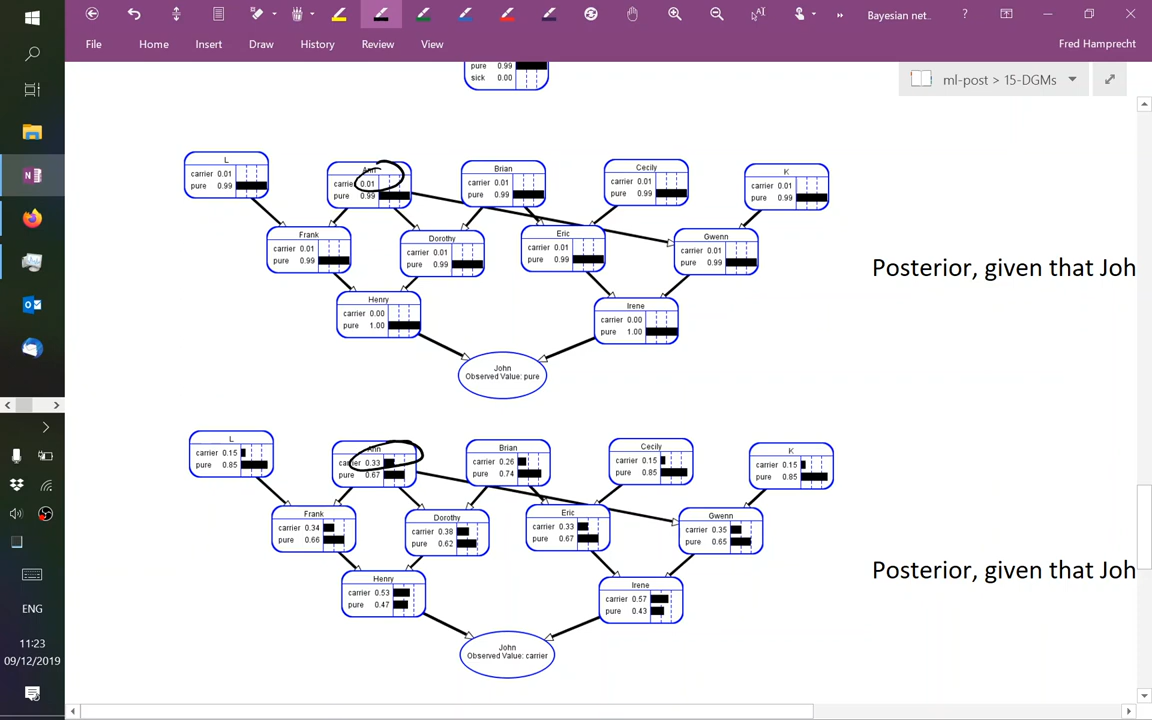 Bayesian net..
?
File
Home
Insert
Draw
History
Review
View
Fred Hamprecht
ml-post > 15-DGMs
pure 0.99
sick 0.00
L
carrier 0.01
pure 0.99
carrier 0.01
pure 0.99
Brian
carrier 0.01
pure 0.99
Cecily
carrier 0.01
pure 0.99
K
carrier 0.01
pure 0.99
Frank
carrier 0.01
pure 0.99
Dorothy
carrier 0.01
pure 0.99
Eric
carrier 0.01
pure 0.99
Gwenn
carrier 0.01
pure 0.99
Posterior, given that Joh
Henry
carrier 0.00
pure 1.00
Irene
carrier 0.00
pure 1.00
John
Observed Value: pure
L
carrier 0.15
pure 0.85
Ann
carrier 0.33
pure 0.67
Brian
carrier 0.26
pure 0.74
Cecily
carrier 0.15
pure 0.85
K
carrier 0.15
pure 0.85
Frank
carrier 0.34
pure 0.66
Dorothy
carrier 0.38
pure 0.62
Eric
carrier 0.33
pure 0.67
Gwenn
carrier 0.35
pure 0.65
Posterior, given that Joh
Henry
carrier 0.53
pure 0.47
Irene
carrier 0.57
pure 0.43
John
Observed Value: carrier
ENG
11:23
09/12/2019